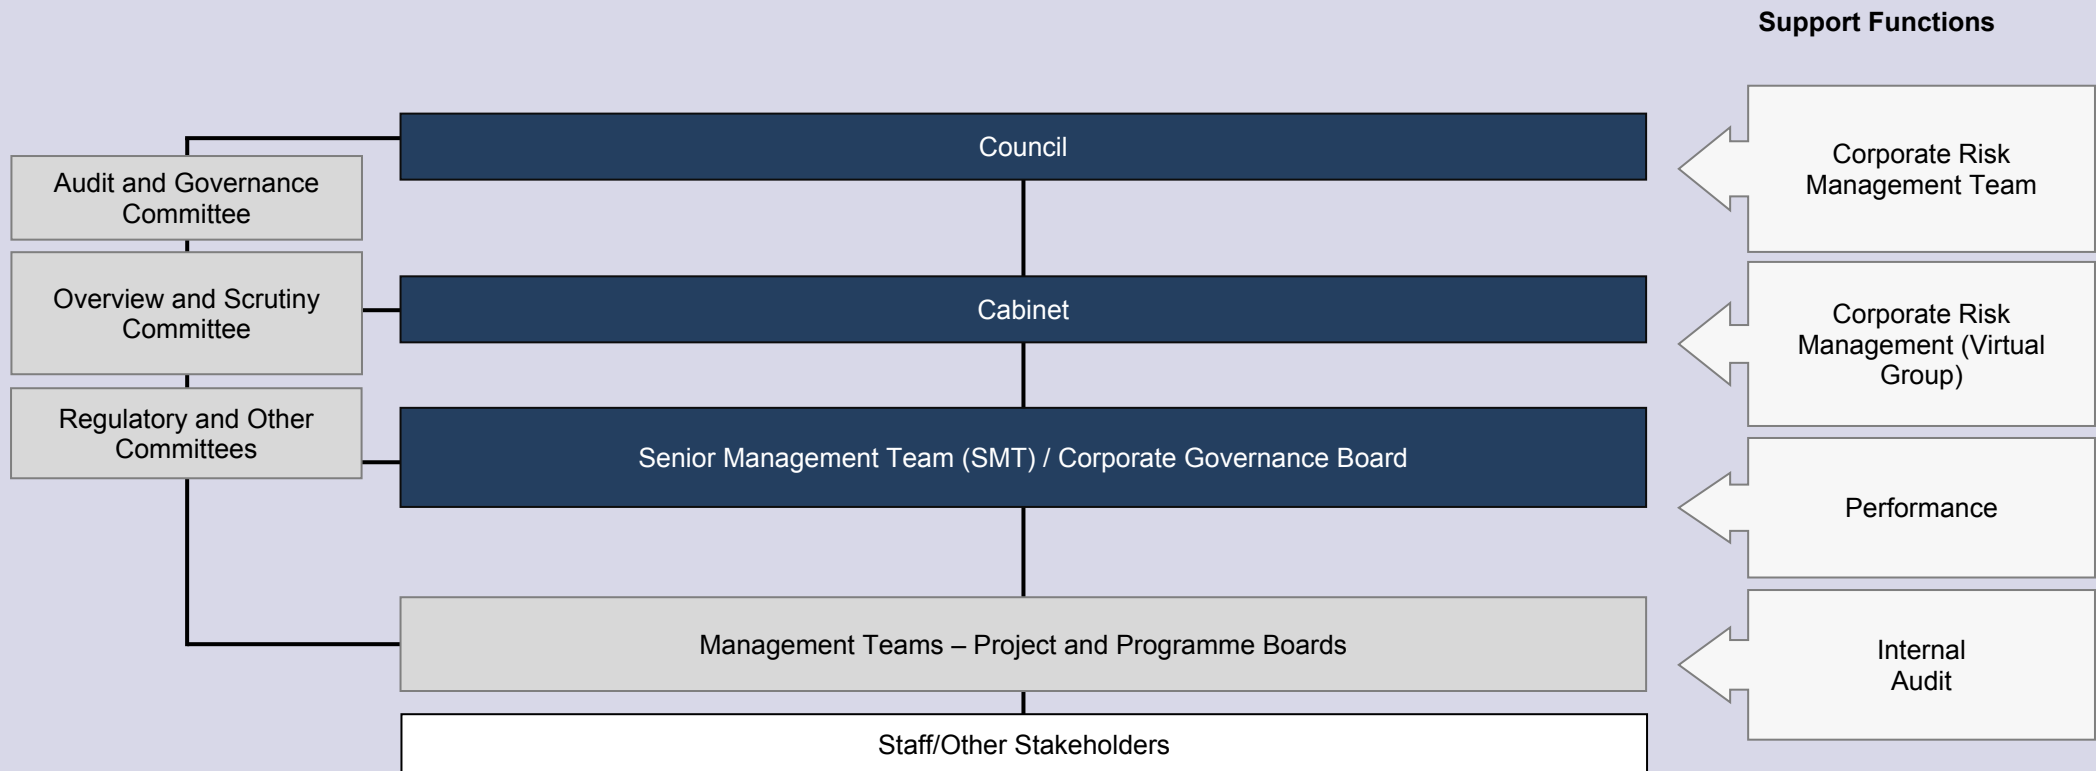 Support Functions
Council
Audit and Governance
Committee
Corporate Risk
Management Team
Overview and Scrutiny
Committee
Cabinet
Corporate Risk
Management (Virtual
Group)
Regulatory and Other
Committees
Senior Management Team (SMT) / Corporate Governance Board
Performance
Management Teams – Project and Programme Boards
Internal
Audit
Staff/Other Stakeholders